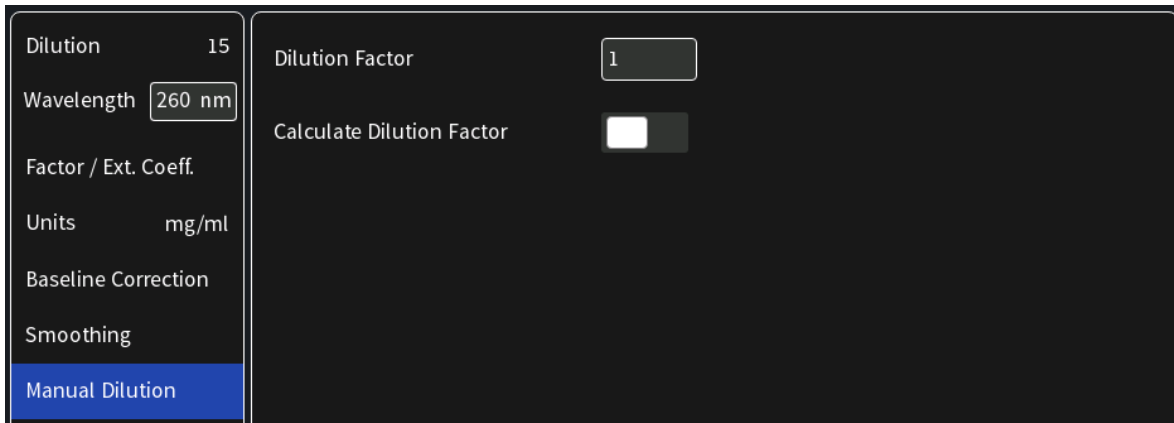 Dilution 15
Wavelength 260 nm
Factor / Ext. Coeff.
Units mg/ml
Baseline Correction
Smoothing
Manual Dilution
Dilution Factor 1
Calculate Dilution Factor